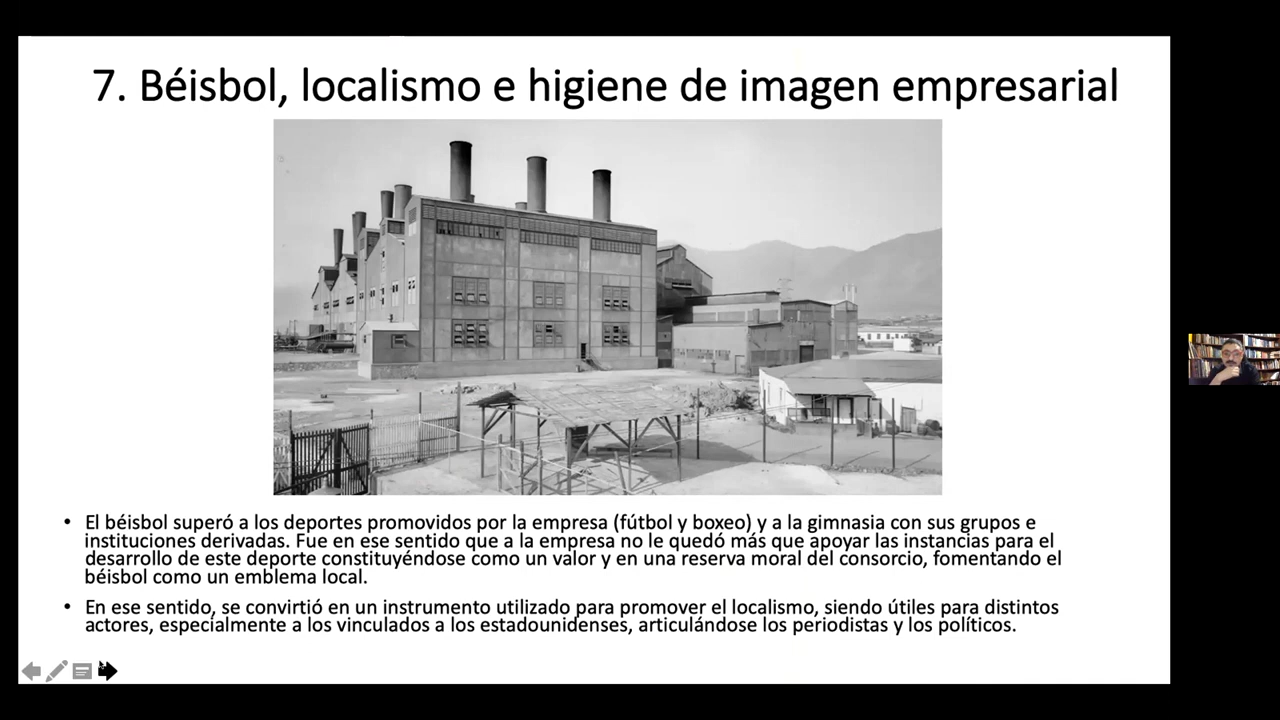 7. Béisbol, localismo e higiene de imagen empresarial
• El béisbol superó a los deportes promovidos por la empresa (fútbol y boxeo) y a la gimnasia con sus grupos e
instituciones derivadas. Fue en ese sentido que a la empresa no le quedó más que apoyar las instancias para el
desarrollo de este deporte constituyéndose como un valor y en una reserva moral del consorcio, fomentando el
béisbol como un emblema local.
• En ese sentido, se convirtió en un instrumento utilizado para promover el localismo, siendo útiles para distintos
actores, especialmente a los vinculados a los estadounidenses, articulándose los periodistas y los políticos.